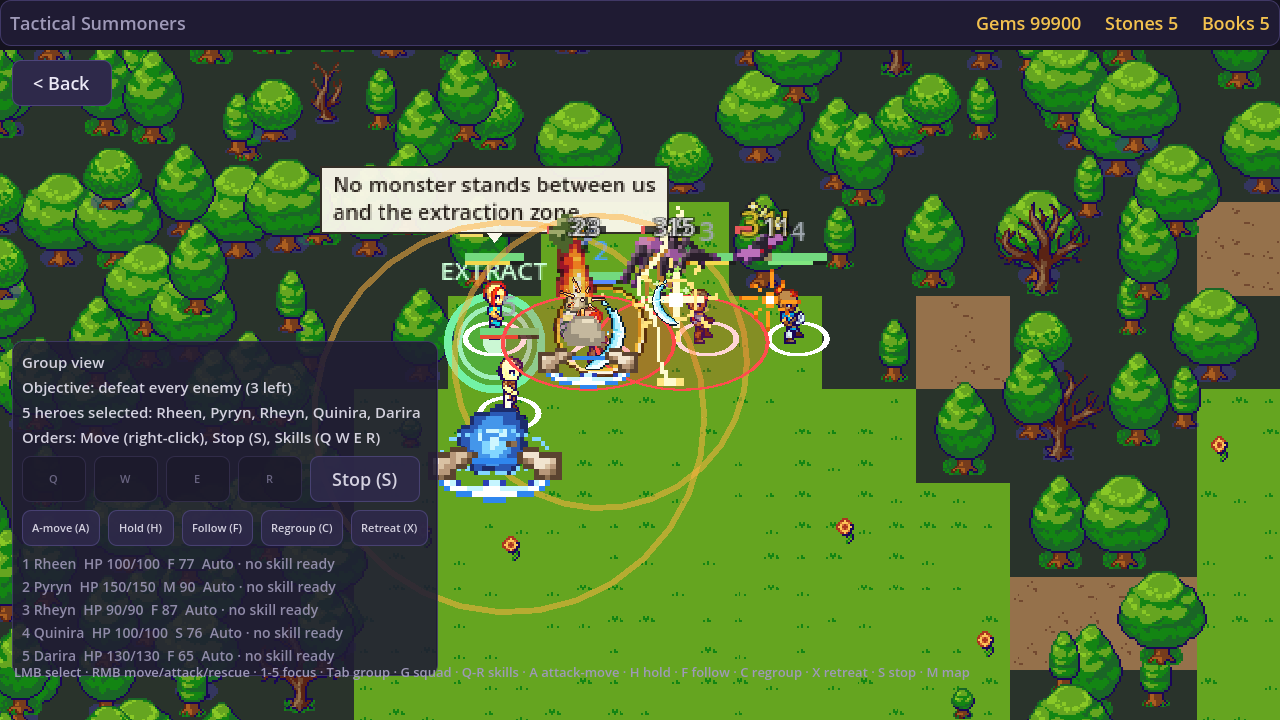 Tactical Summoners
Gems 99900 Stones 5 Books 5
< Back
No monster stands between us
and the extraction zone
23
315
3
114
2
EXTRACT
Group view
Objective: defeat every enemy (3 left)
5 heroes selected: Rheen, Pyryn, Rheyn, Quinira, Darira
Orders: Move (right-click), Stop (S), Skills (Q W E R)
Q W E R Stop (S)
A-move (A) Hold (H) Follow (F) Regroup (C) Retreat (X)
1 Rheen HP 100/100 F 77 Auto · no skill ready
2 Pyryn HP 150/150 M 90 Auto · no skill ready
3 Rheyn HP 90/90 F 87 Auto · no skill ready
4 Quinira HP 100/100 S 76 Auto · no skill ready
5 Darira HP 130/130 F 65 Auto · no skill ready
LMB select · RMB move/attack/rescue · 1-5 focus · Tab group · G squad · Q-R skills · A attack-move · H hold · F follow · C regroup · X retreat · S stop · M map